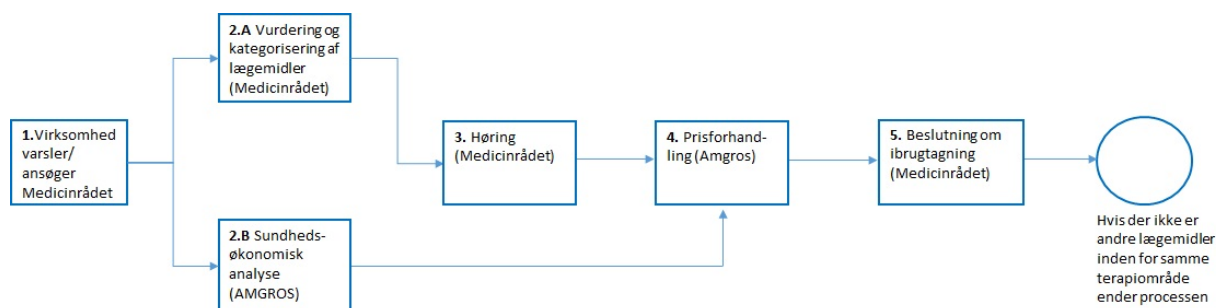 1.Virksomhed
varsler/
ansøger
Medicinrådet
2.A Vurdering og
kategorisering af
lægemidler
(Medicinrådet)
2.B Sundheds-
økonomisk
analyse
(AMGROS)
3. Høring
(Medicinrådet)
4. Prisforhand-
ling (Amgros)
5. Beslutning om
ibrugtagning
(Medicinrådet)
Hvis der ikke er
andre lægemidler
inden for samme
terapiområde
ender processen